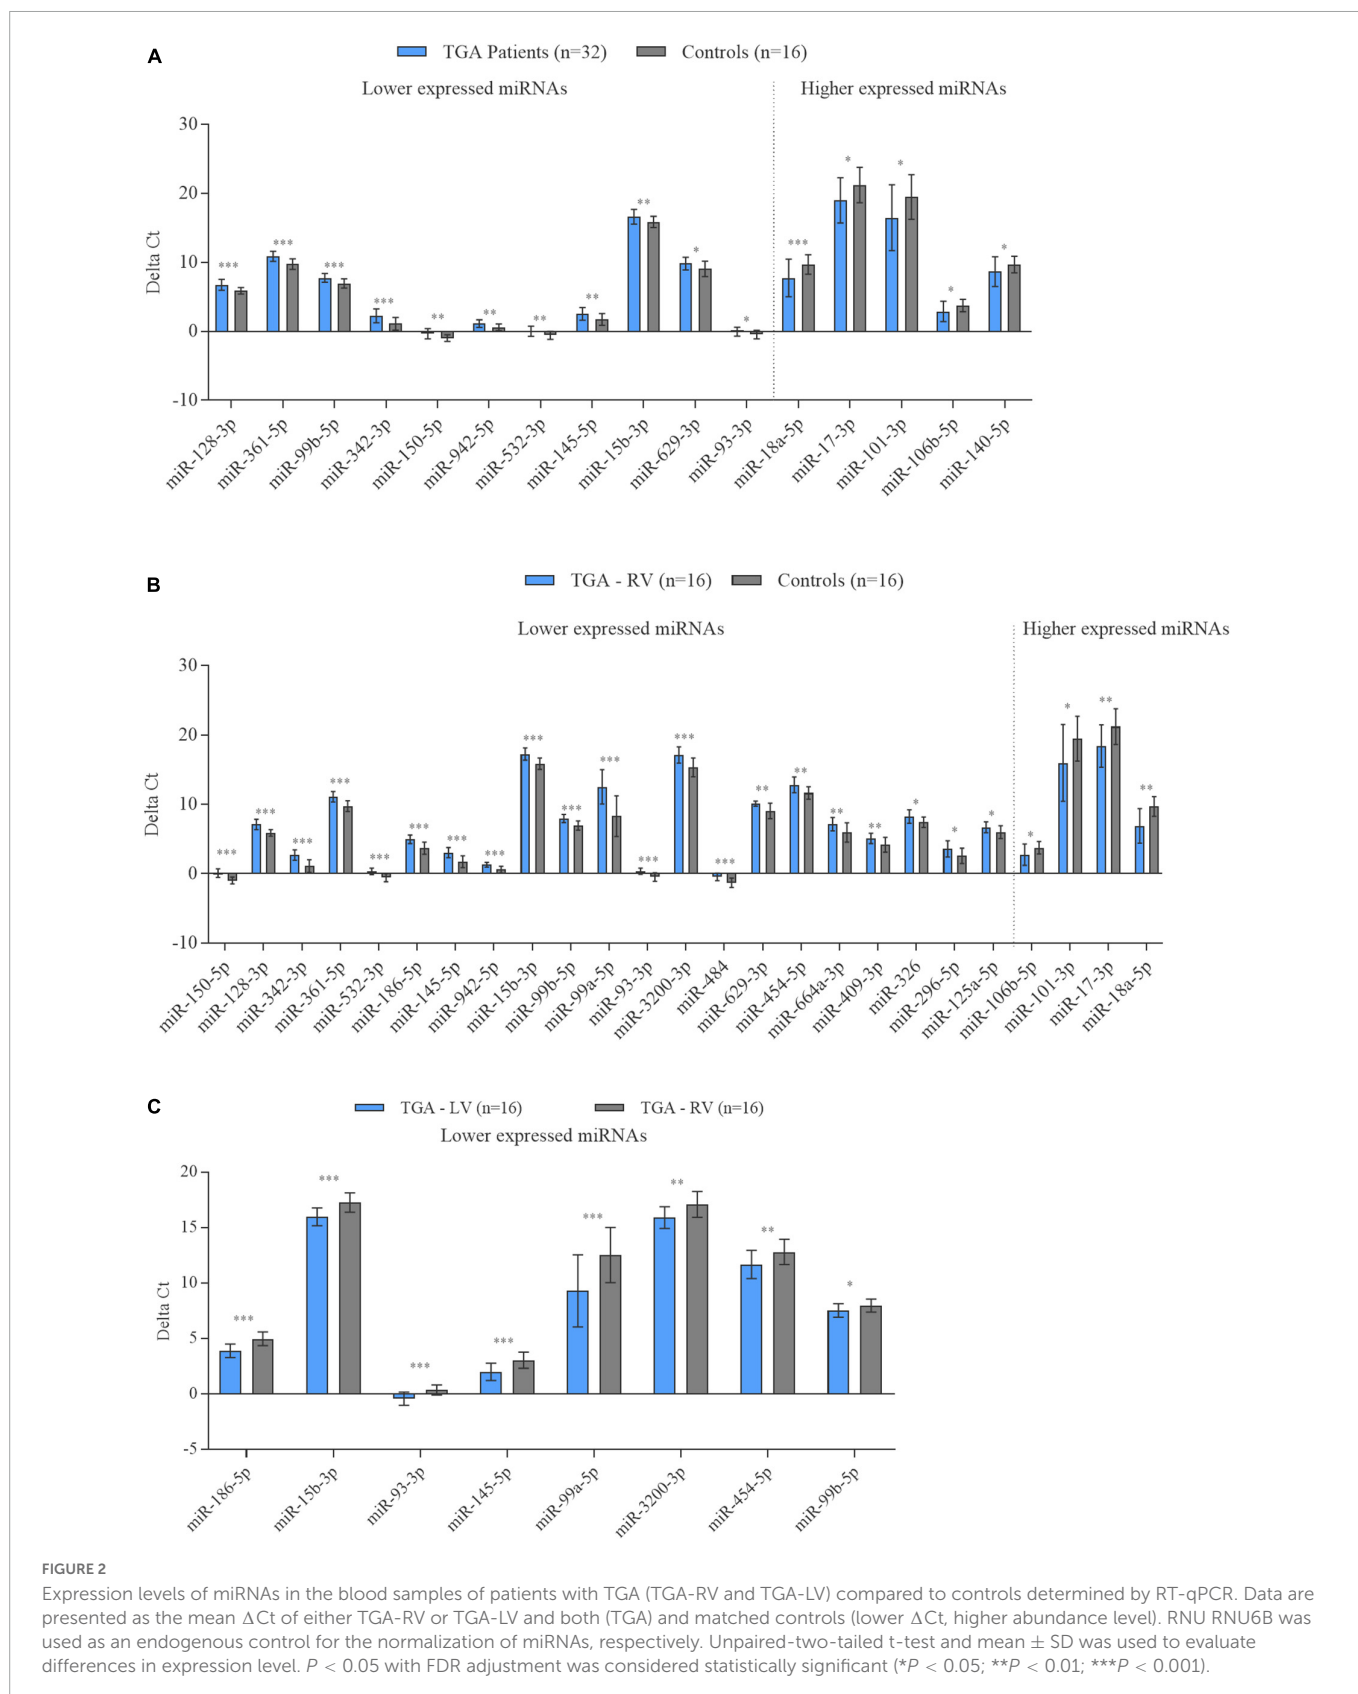 A
TGA Patients (n=32) Controls (n=16)
Lower expressed miRNAs Higher expressed miRNAs
Delta Ct
30
20
10
0
-10
*** *** *** *** ** ** ** ** ** * * *** * * * *
miR-128-3p miR-361-5p miR-99b-5p miR-342-3p miR-150-5p miR-942-5p miR-532-3p miR-145-5p miR-15b-3p miR-629-3p miR-93-3p miR-18a-5p miR-17-3p miR-101-3p miR-106b-5p miR-140-5p
B
TGA - RV (n=16) Controls (n=16)
Lower expressed miRNAs Higher expressed miRNAs
Delta Ct
30
20
10
0
-10
*** *** *** *** *** *** *** *** *** *** *** *** *** *** ** ** ** ** * * * * * ** **
miR-150-5p miR-128-3p miR-342-3p miR-361-5p miR-532-3p miR-186-5p miR-145-5p miR-942-5p miR-15b-3p miR-99b-5p miR-99a-5p miR-93-3p miR-3200-3p miR-484 miR-629-3p miR-454-5p miR-664a-3p miR-409-3p miR-326 miR-296-5p miR-125a-5p miR-106b-5p miR-101-3p miR-17-3p miR-18a-5p
C
TGA - LV (n=16) TGA - RV (n=16)
Lower expressed miRNAs
Delta Ct
20
15
10
5
0
-5
*** *** *** *** *** ** ** *
miR-186-5p miR-15b-3p miR-93-3p miR-145-5p miR-99a-5p miR-3200-3p miR-454-5p miR-99b-5p
FIGURE 2
Expression levels of miRNAs in the blood samples of patients with TGA (TGA-RV and TGA-LV) compared to controls determined by RT-qPCR. Data are
presented as the mean ΔCt of either TGA-RV or TGA-LV and both (TGA) and matched controls (lower ΔCt, higher abundance level). RNU RNU6B was
used as an endogenous control for the normalization of miRNAs, respectively. Unpaired-two-tailed t-test and mean ± SD was used to evaluate
differences in expression level. P < 0.05 with FDR adjustment was considered statistically significant (*P < 0.05; **P < 0.01; ***P < 0.001).